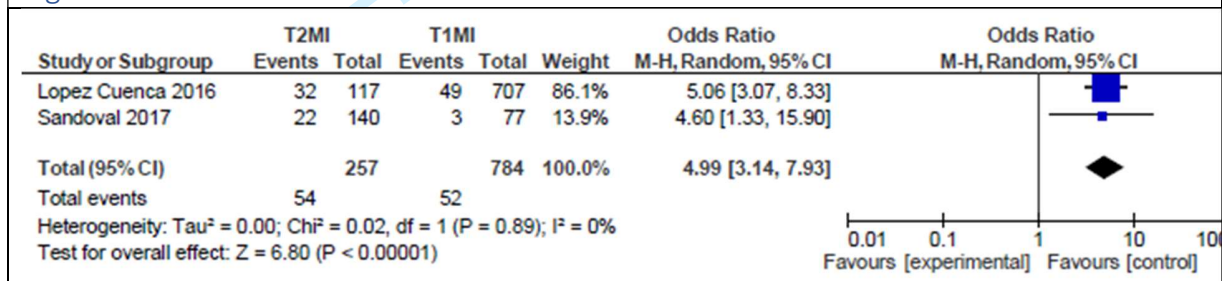 T2MI T1MI Odds Ratio Odds Ratio
Study or Subgroup Events Total Events Total Weight M-H, Random, 95% CI M-H, Random, 95% CI
Lopez Cuenca 2016 32 117 49 707 86.1% 5.06 [3.07, 8.33]
Sandoval 2017 22 140 3 77 13.9% 4.60 [1.33, 15.90]
Total (95% CI) 257 784 100.0% 4.99 [3.14, 7.93]
Total events 54 52
Heterogeneity: Tau² = 0.00; Chi² = 0.02, df = 1 (P = 0.89); I² = 0%
Test for overall effect: Z = 6.80 (P < 0.00001)
0.01 0.1 1 10 100
Favours [experimental] Favours [control]